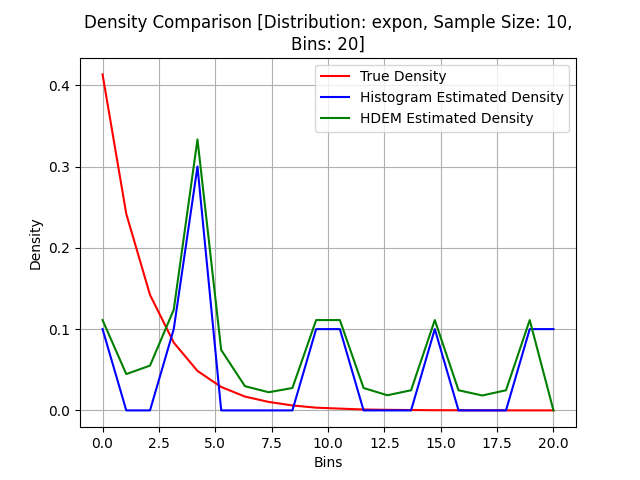 Density Comparison [Distribution: expon, Sample Size: 10,
Bins: 20]
True Density
Histogram Estimated Density
HDEM Estimated Density
Density
0.4
0.3
0.2
0.1
0.0
0.0 2.5 5.0 7.5 10.0 12.5 15.0 17.5 20.0
Bins